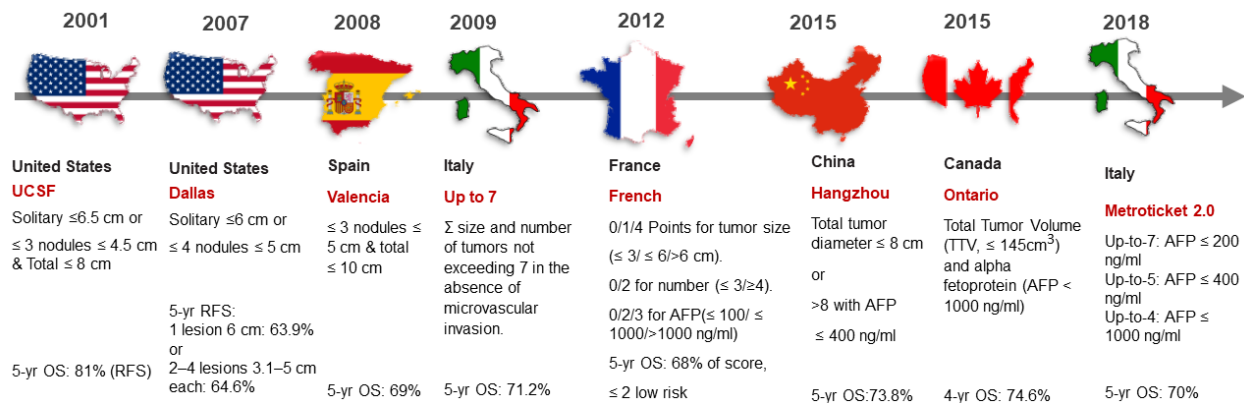 2001
2007
2008
2009
2012
2015
2015
2018
United States
UCSF
Solitary ≤6.5 cm or
≤ 3 nodules ≤ 4.5 cm
& Total ≤ 8 cm
5-yr OS: 81% (RFS)
United States
Dallas
Solitary ≤6 cm or
≤ 4 nodules ≤ 5 cm
5-yr RFS:
1 lesion 6 cm: 63.9%
or
2–4 lesions 3.1–5 cm
each: 64.6%
Spain
Valencia
≤ 3 nodules ≤
5 cm & total
≤ 10 cm
5-yr OS: 69%
Italy
Up to 7
Σ size and number
of tumors not
exceeding 7 in the
absence of
microvascular
invasion.
5-yr OS: 71.2%
France
French
0/1/4 Points for tumor size
(≤ 3/ ≤ 6/>6 cm).
0/2 for number (≤ 3/≥4).
0/2/3 for AFP(≤ 100/ ≤
1000/>1000 ng/ml)
5-yr OS: 68% of score,
≤ 2 low risk
China
Hangzhou
Total tumor
diameter ≤ 8 cm
or
>8 with AFP
≤ 400 ng/ml
5-yr OS:73.8%
Canada
Ontario
Total Tumor Volume
(TTV, ≤ 145cm³)
and alpha
fetoprotein (AFP <
1000 ng/ml)
4-yr OS: 74.6%
Italy
Metroticket 2.0
Up-to-7: AFP ≤ 200
ng/ml
Up-to-5: AFP ≤ 400
ng/ml
Up-to-4: AFP ≤
1000 ng/ml
5-yr OS: 70%